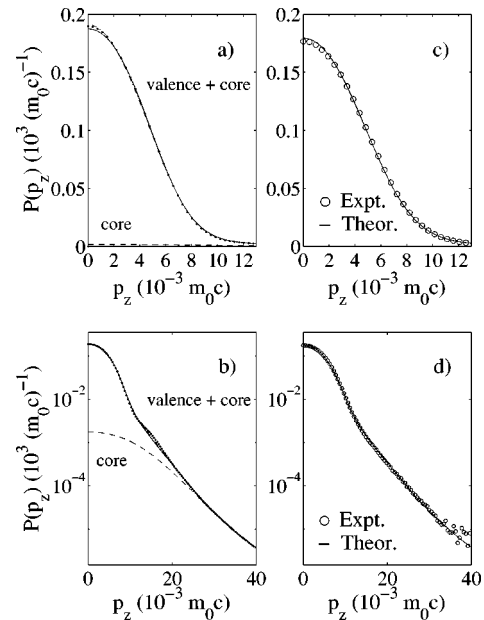 a)
valence + core
core
P(p_z) (10^3 (m_0c)^{-1})
0.2
0.15
0.1
0.05
0
0 2 4 6 8 10 12
p_z (10^{-3} m_0c)
c)
○ Expt.
− Theor.
0.2
0.15
0.1
0.05
0
0 2 4 6 8 10 12
p_z (10^{-3} m_0c)
b)
valence + core
core
P(p_z) (10^3 (m_0c)^{-1})
10^{-2}
10^{-4}
0 20 40
p_z (10^{-3} m_0c)
d)
○ Expt.
− Theor.
10^{-2}
10^{-4}
0 20 40
p_z (10^{-3} m_0c)